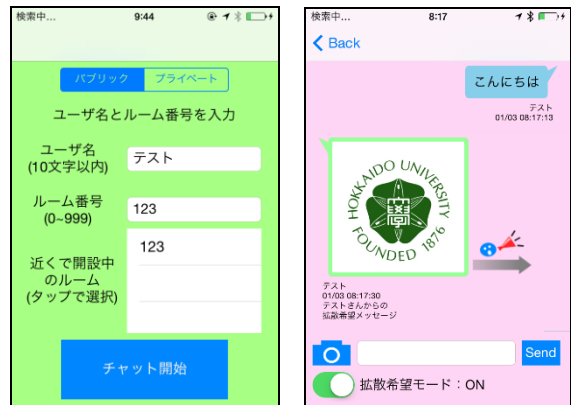 検索中...
9:44
パブリック
プライベート
ユーザ名とルーム番号を入力
ユーザ名
(10文字以内)
テスト
ルーム番号
(0~999)
123
123
近くで開設中
のルーム
(タップで選択)
チャット開始
検索中...
8:17
Back
こんにちは
テスト
01/03 08:17:13
HOKKAIDO UNIVERSITY
FOUNDED 1876
テスト
01/03 08:17:30
テストさんからの
拡散希望メッセージ
Send
拡散希望モード：ON